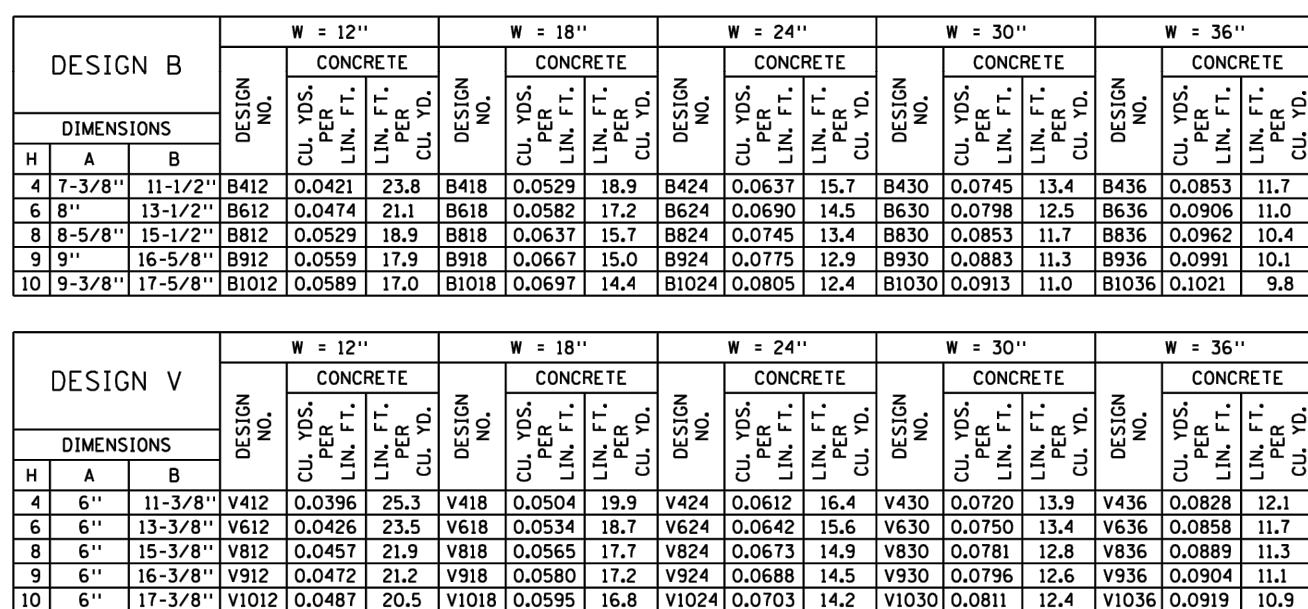 DESIGN B W = 12'' W = 18'' W = 24'' W = 30'' W = 36''
DESIGN NO. CONCRETE DESIGN NO. CONCRETE DESIGN NO. CONCRETE DESIGN NO. CONCRETE DESIGN NO. CONCRETE
DIMENSIONS CU. YDS. PER LIN. FT. LIN. FT. PER CU. YD. CU. YDS. PER LIN. FT. LIN. FT. PER CU. YD. CU. YDS. PER LIN. FT. LIN. FT. PER CU. YD. CU. YDS. PER LIN. FT. LIN. FT. PER CU. YD. CU. YDS. PER LIN. FT. LIN. FT. PER CU. YD.
H A B
4 7-3/8'' 11-1/2'' B412 0.0421 23.8 B418 0.0529 18.9 B424 0.0637 15.7 B430 0.0745 13.4 B436 0.0853 11.7
6 8'' 13-1/2'' B612 0.0474 21.1 B618 0.0582 17.2 B624 0.0690 14.5 B630 0.0798 12.5 B636 0.0906 11.0
8 8-5/8'' 15-1/2'' B812 0.0529 18.9 B818 0.0637 15.7 B824 0.0745 13.4 B830 0.0853 11.7 B836 0.0962 10.4
9 9'' 16-5/8'' B912 0.0559 17.9 B918 0.0667 15.0 B924 0.0775 12.9 B930 0.0883 11.3 B936 0.0991 10.1
10 9-3/8'' 17-5/8'' B1012 0.0589 17.0 B1018 0.0697 14.4 B1024 0.0805 12.4 B1030 0.0913 11.0 B1036 0.1021 9.8
DESIGN V W = 12'' W = 18'' W = 24'' W = 30'' W = 36''
DESIGN NO. CONCRETE DESIGN NO. CONCRETE DESIGN NO. CONCRETE DESIGN NO. CONCRETE DESIGN NO. CONCRETE
DIMENSIONS CU. YDS. PER LIN. FT. LIN. FT. PER CU. YD. CU. YDS. PER LIN. FT. LIN. FT. PER CU. YD. CU. YDS. PER LIN. FT. LIN. FT. PER CU. YD. CU. YDS. PER LIN. FT. LIN. FT. PER CU. YD. CU. YDS. PER LIN. FT. LIN. FT. PER CU. YD.
H A B
4 6'' 11-3/8'' V412 0.0396 25.3 V418 0.0504 19.9 V424 0.0612 16.4 V430 0.0720 13.9 V436 0.0828 12.1
6 6'' 13-3/8'' V612 0.0426 23.5 V618 0.0534 18.7 V624 0.0642 15.6 V630 0.0750 13.4 V636 0.0858 11.7
8 6'' 15-3/8'' V812 0.0457 21.9 V818 0.0565 17.7 V824 0.0673 14.9 V830 0.0781 12.8 V836 0.0889 11.3
9 6'' 16-3/8'' V912 0.0472 21.2 V918 0.0580 17.2 V924 0.0688 14.5 V930 0.0796 12.6 V936 0.0904 11.1
10 6'' 17-3/8'' V1012 0.0487 20.5 V1018 0.0595 16.8 V1024 0.0703 14.2 V1030 0.0811 12.4 V1036 0.0919 10.9